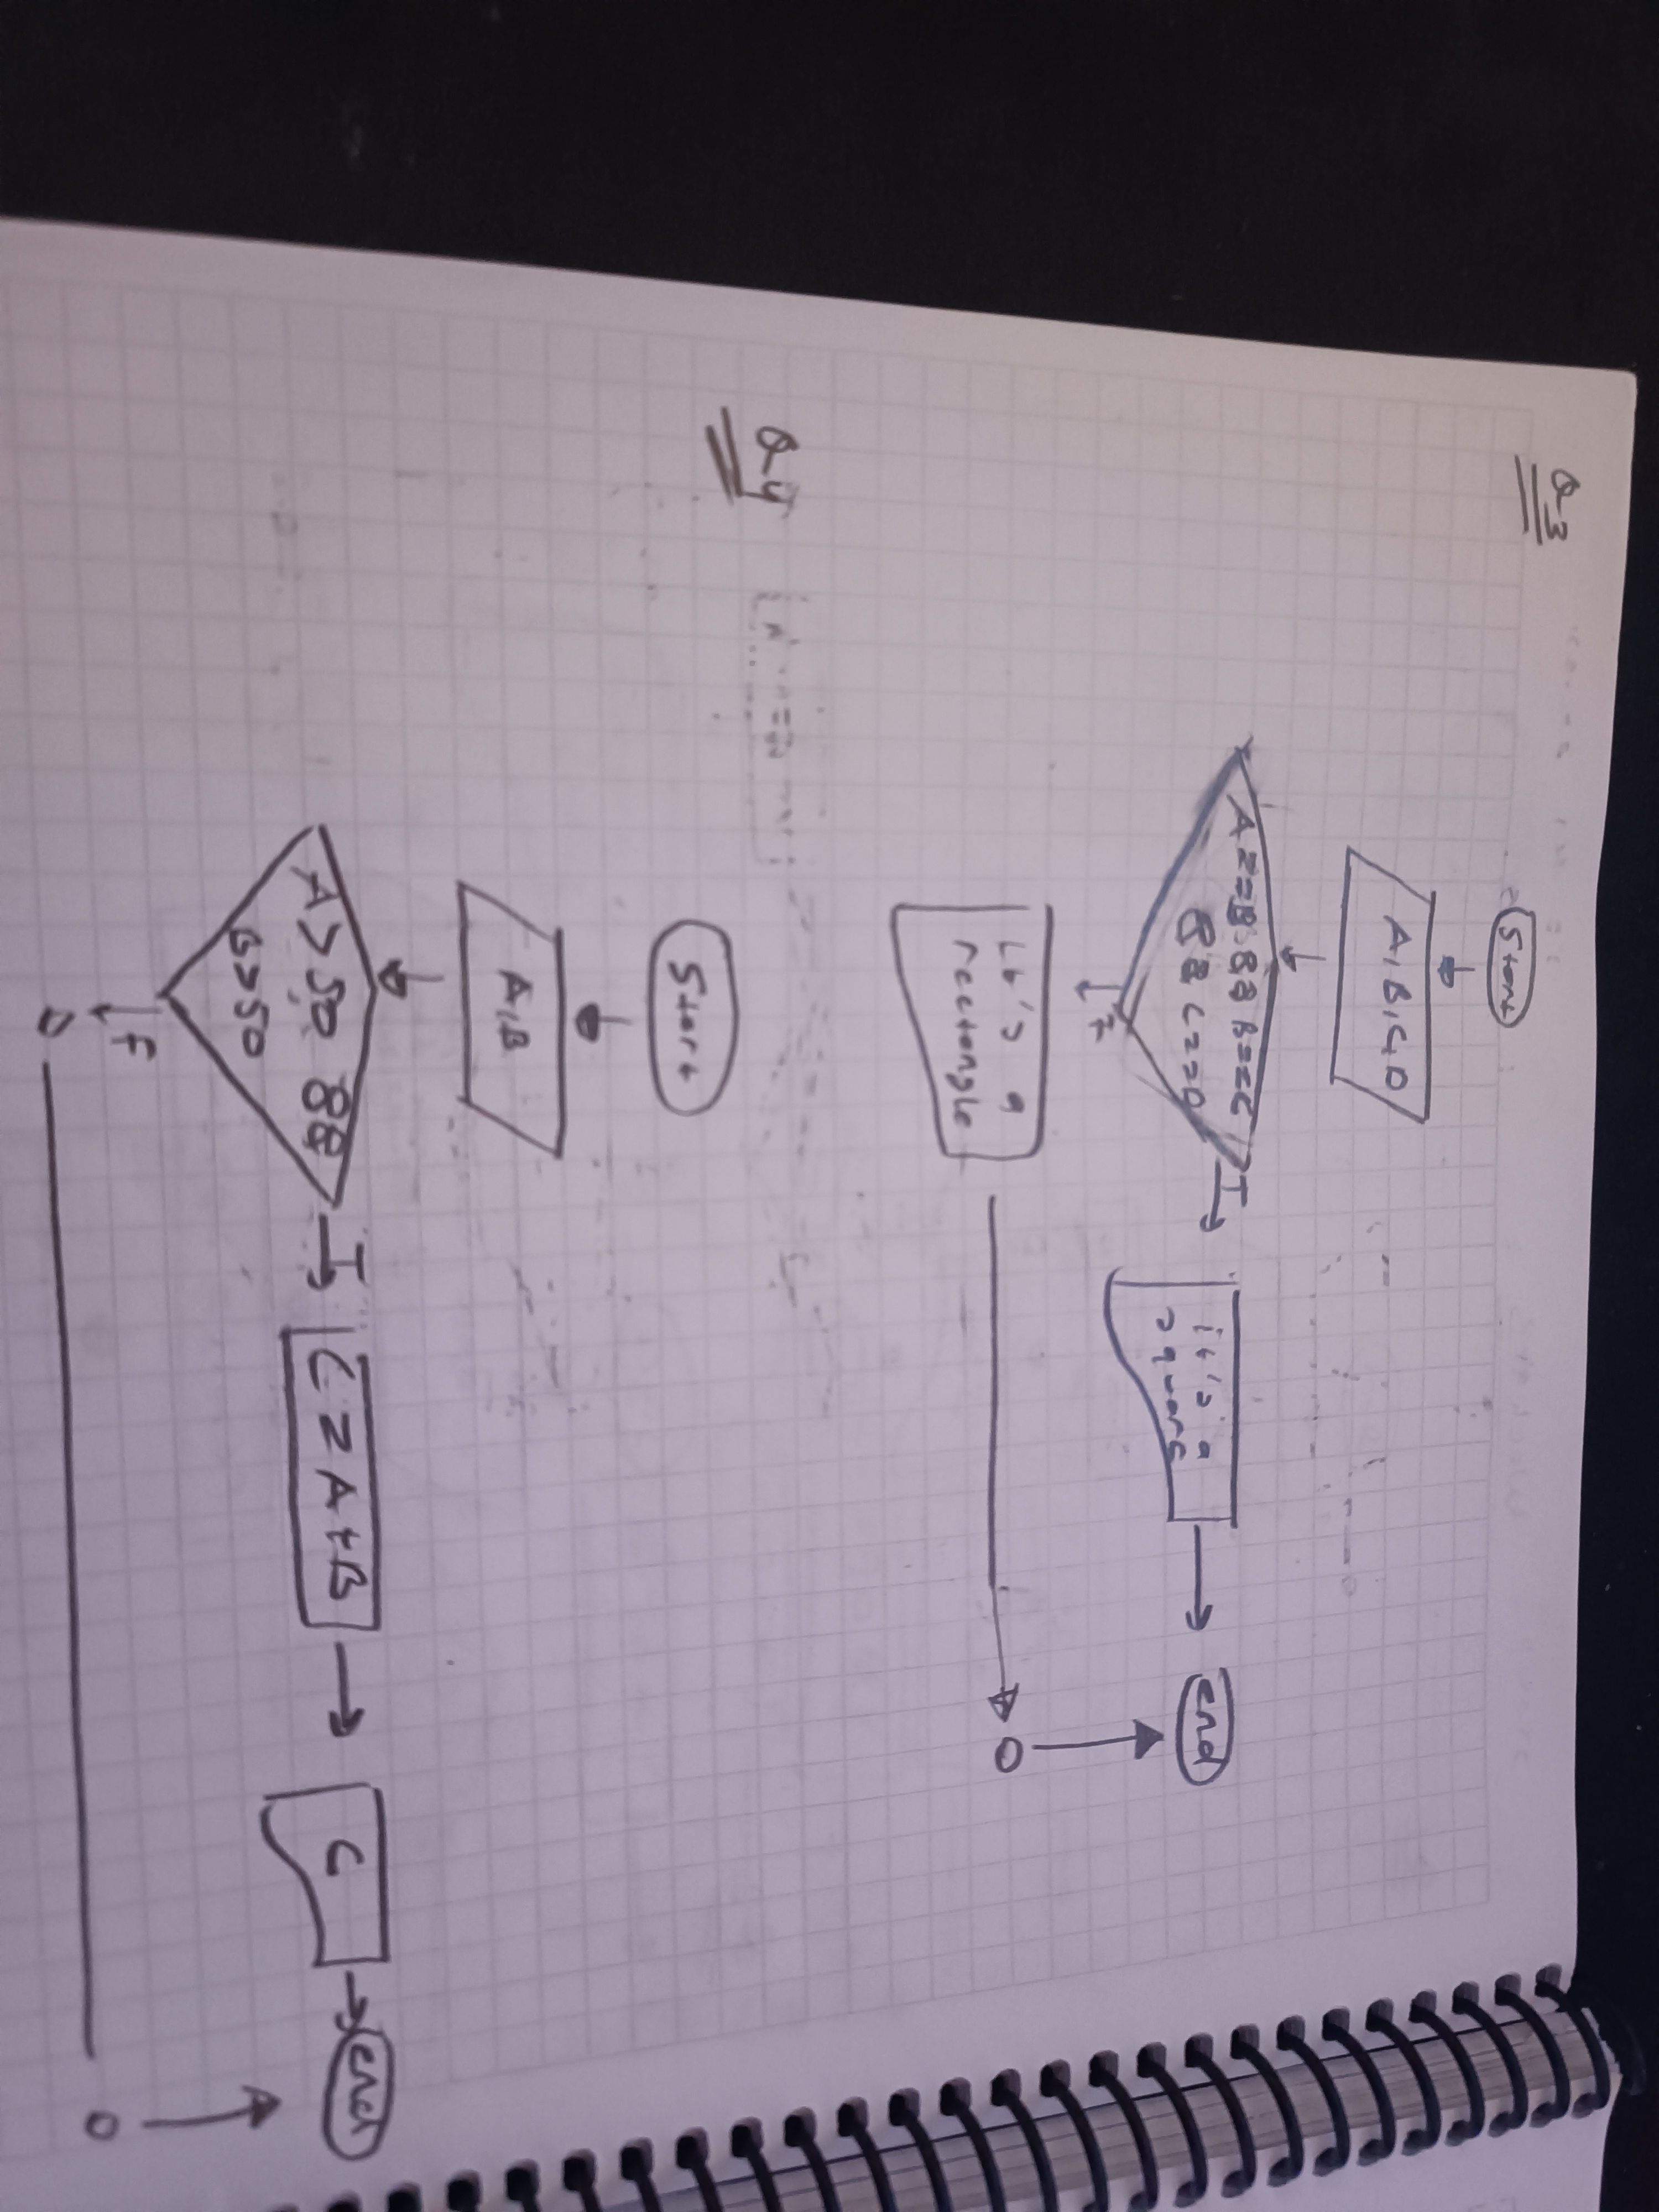 Q3
Start
A,B,C,D
A==B && B==C
&& C==D
T
it's a
square
end
F
it's a
rectangle
O
Q4
Start
A,B
A>50 &&
B>50
T
C = A+B
C
end
F
O
O